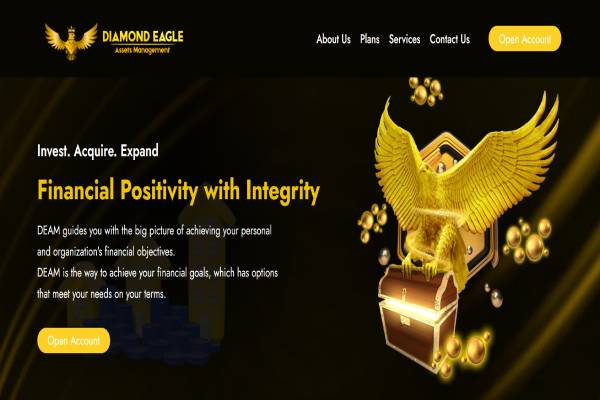 DIAMOND EAGLE
Assets Management
About Us Plans Services Contact Us Open Account
Invest. Acquire. Expand
Financial Positivity with Integrity
DEAM guides you with the big picture of achieving your personal
and organization's financial objectives.
DEAM is the way to achieve your financial goals, which has options
that meet your needs on your terms.
Open Account